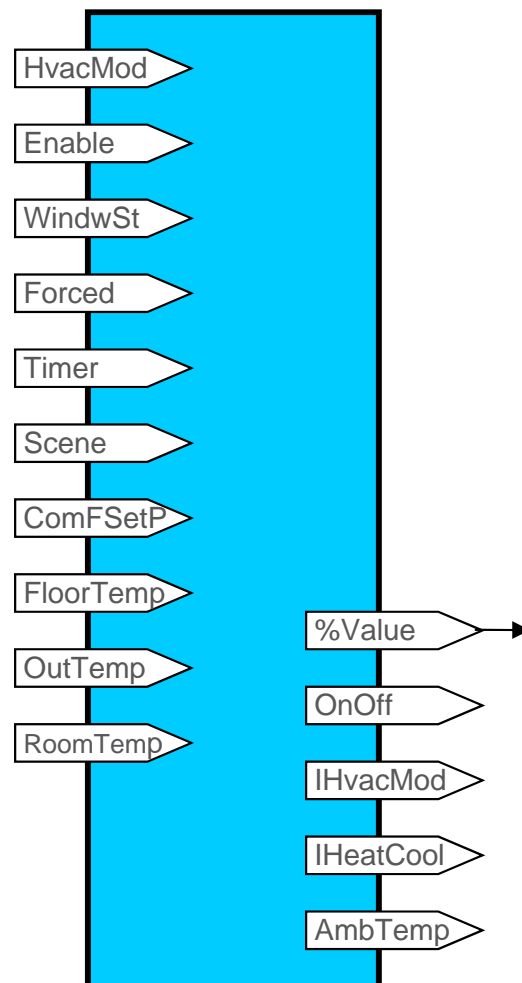 HvacMod
Enable
WindwSt
Forced
Timer
Scene
ComFSetP
FloorTemp
OutTemp
RoomTemp
%Value
OnOff
IHvacMod
IHeatCool
AmbTemp